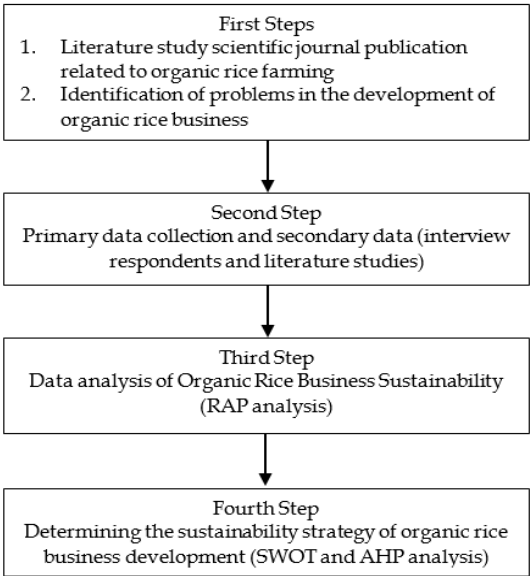 First Steps
1. Literature study scientific journal publication
related to organic rice farming
2. Identification of problems in the development of
organic rice business
Second Step
Primary data collection and secondary data (interview
respondents and literature studies)
Third Step
Data analysis of Organic Rice Business Sustainability
(RAP analysis)
Fourth Step
Determining the sustainability strategy of organic rice
business development (SWOT and AHP analysis)